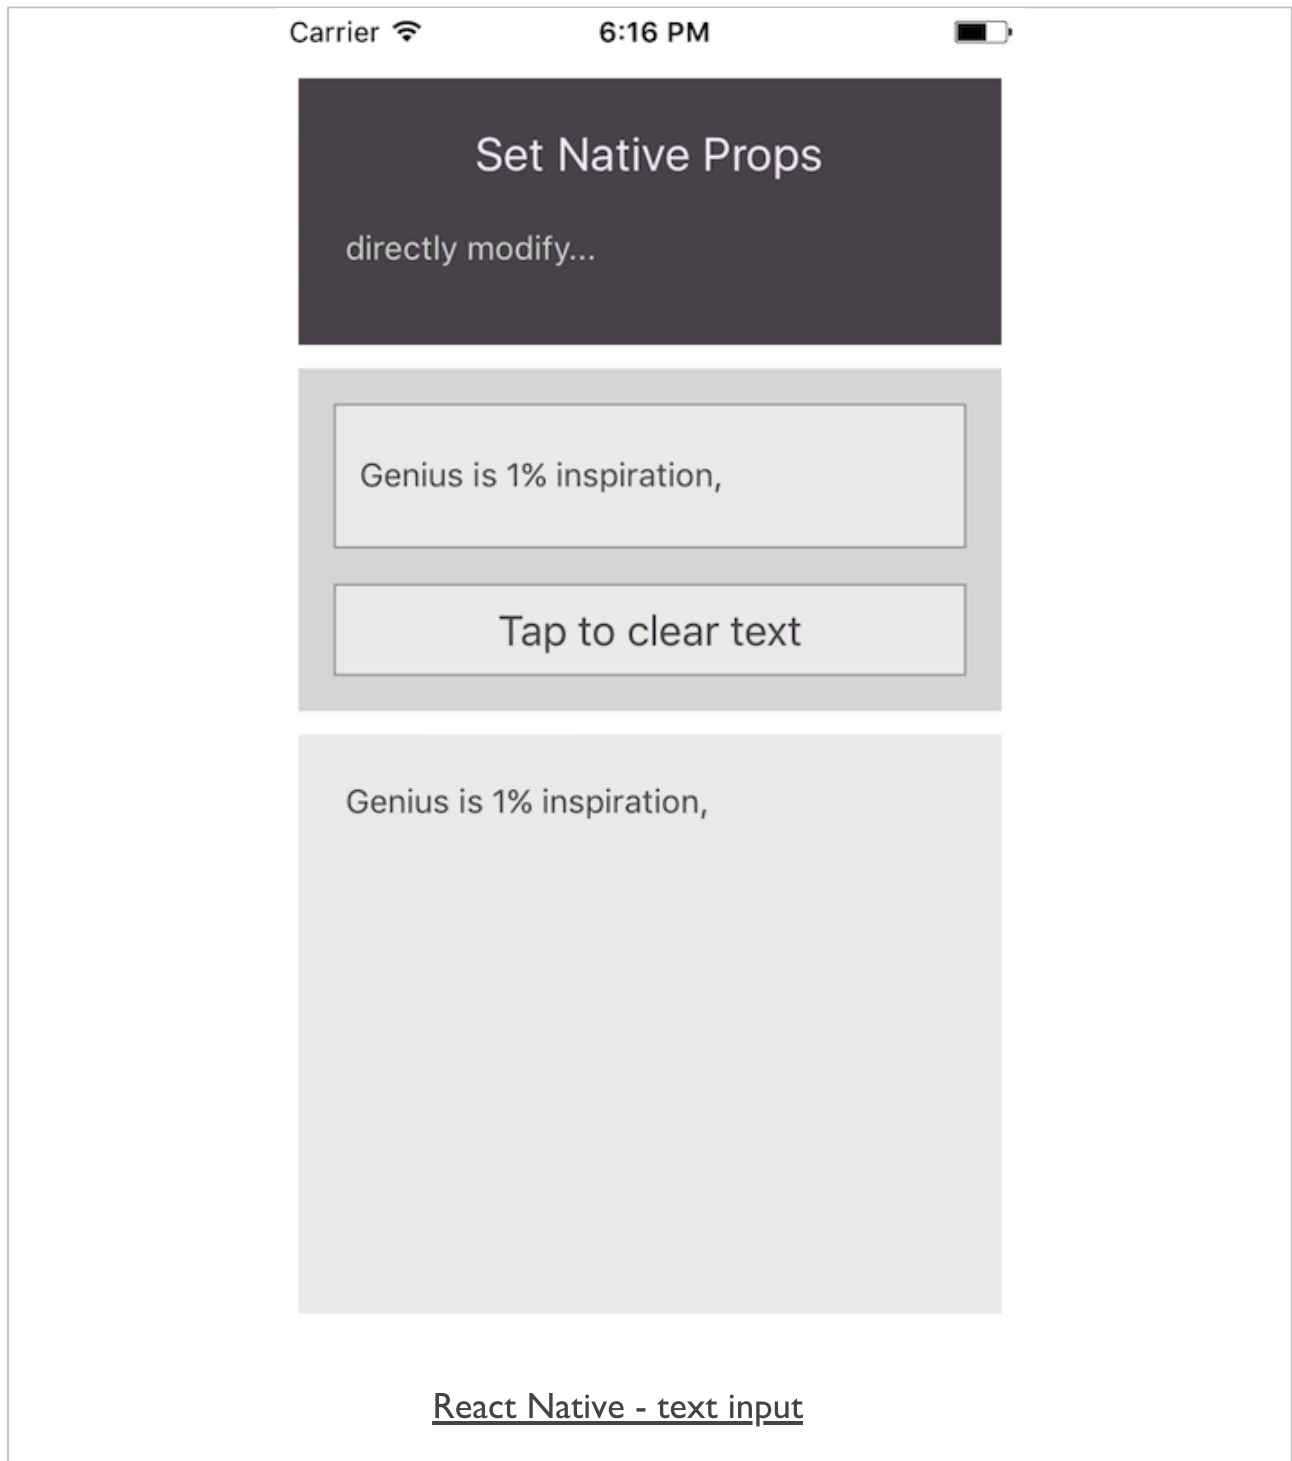 Carrier 6:16 PM
Set Native Props
directly modify...
Genius is 1% inspiration,
Tap to clear text
Genius is 1% inspiration,
React Native - text input